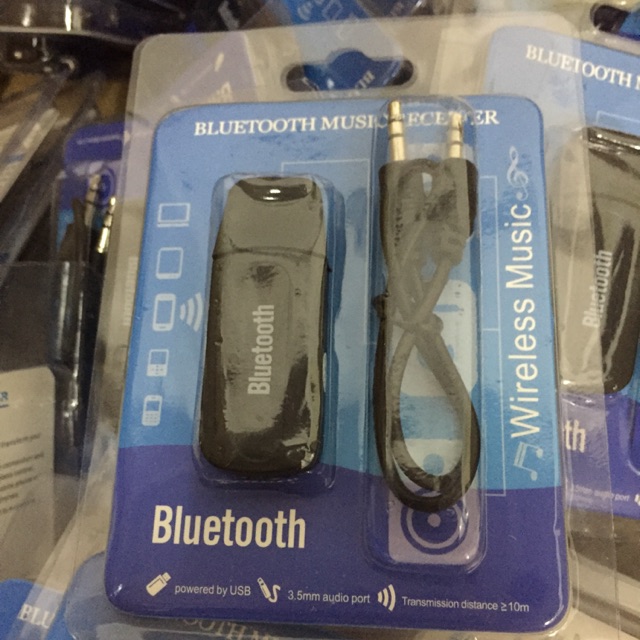 BLUETOOTH MUSIC RECEIVER
Bluetooth
Wireless Music
Bluetooth
powered by USB
3.5mm audio port
Transmission distance ≥10m
BLUETOOTH M
Bluetooth
th